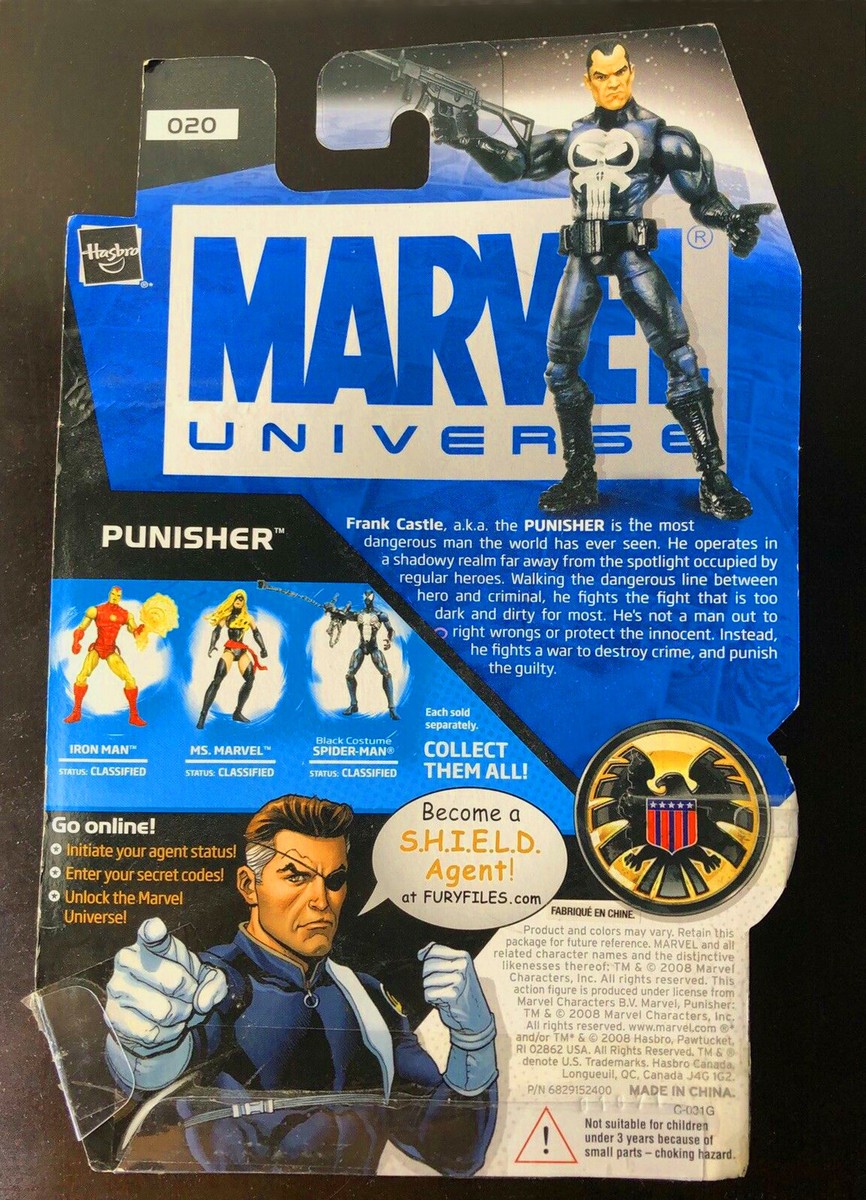 020
Hasbro
®*
MARVEL
®
UNIVERSE
PUNISHER™
Frank Castle, a.k.a. the PUNISHER is the most
dangerous man the world has ever seen. He operates in
a shadowy realm far away from the spotlight occupied by
regular heroes. Walking the dangerous line between
hero and criminal, he fights the fight that is too
dark and dirty for most. He's not a man out to
right wrongs or protect the innocent. Instead,
he fights a war to destroy crime, and punish
the guilty.
IRON MAN™
STATUS: CLASSIFIED
MS. MARVEL™
STATUS: CLASSIFIED
Black Costume
SPIDER-MAN®
STATUS: CLASSIFIED
Each sold
separately.
COLLECT
THEM ALL!
Go online!
Initiate your agent status!
Enter your secret codes!
Unlock the Marvel
Universe!
Become a
S.H.I.E.L.D.
Agent!
at FURYFILES.com
FABRIQUÉ EN CHINE.
Product and colors may vary. Retain this
package for future reference. MARVEL and all
related character names and the distinctive
likenesses thereof: TM & © 2008 Marvel
Characters, Inc. All rights reserved. This
action figure is produced under license from
Marvel Characters B.V. Marvel, Punisher:
TM & © 2008 Marvel Characters, Inc.
All rights reserved. www.marvel.com ®*
and/or TM* & © 2008 Hasbro, Pawtucket,
RI 02862 USA. All Rights Reserved. TM & ®
denote U.S. Trademarks. Hasbro Canada,
Longueuil, QC, Canada J4G 1G2.
P/N 6829152400 MADE IN CHINA.
C-031G
Not suitable for children
under 3 years because of
small parts – choking hazard.